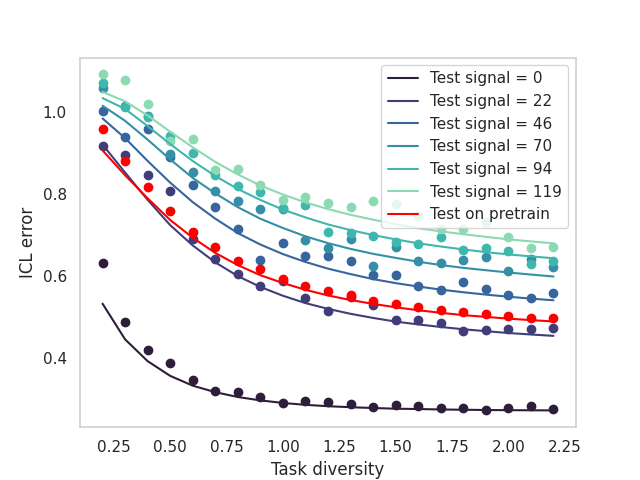 Test signal = 0
Test signal = 22
Test signal = 46
Test signal = 70
Test signal = 94
Test signal = 119
Test on pretrain
1.0
0.8
0.6
0.4
ICL error
0.25 0.50 0.75 1.00 1.25 1.50 1.75 2.00 2.25
Task diversity